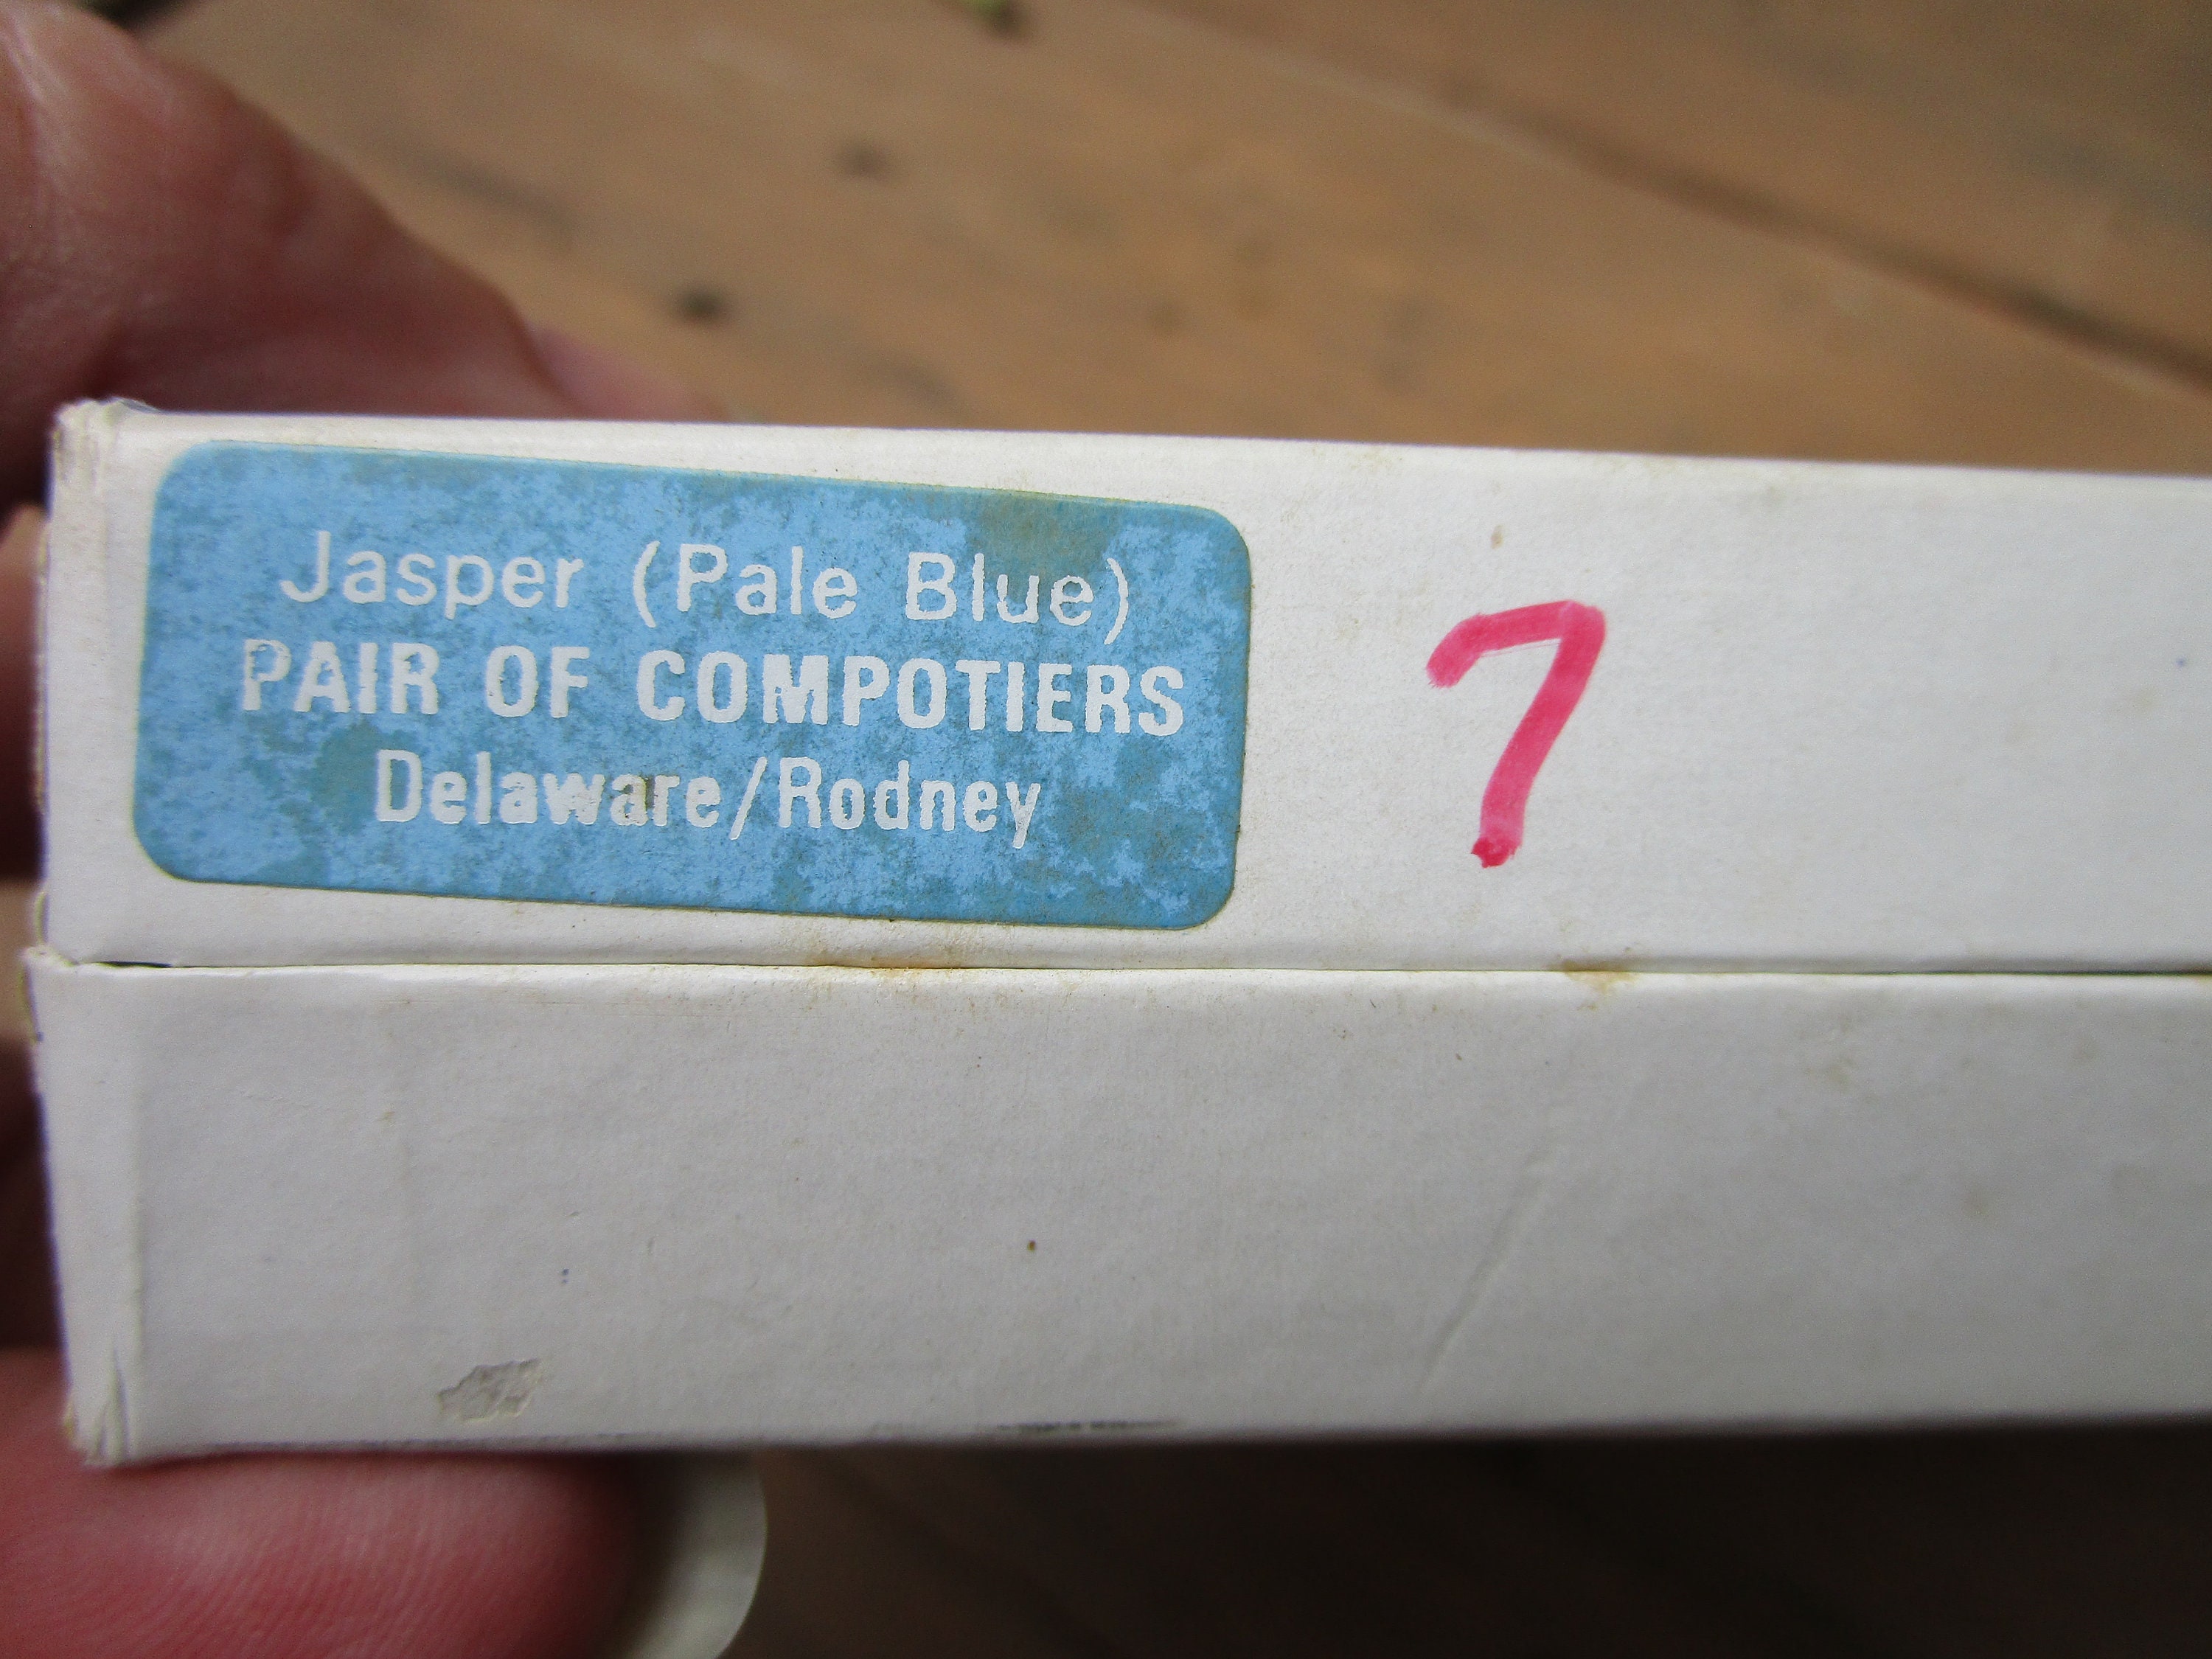 Jasper (Pale Blue)
PAIR OF COMPOTIERS
Delaware/Rodney
7